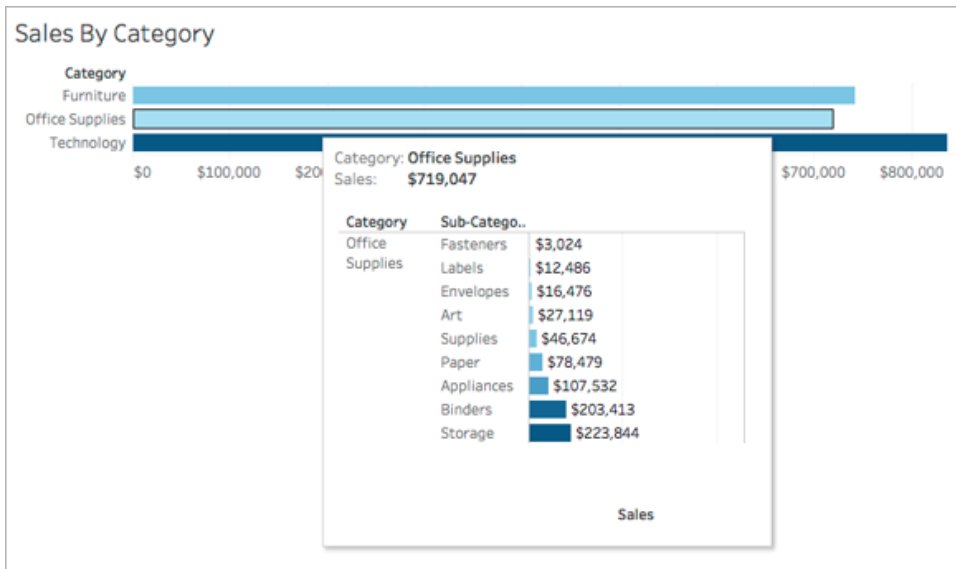 Sales By Category
Category
Furniture
Office Supplies
Technology
$0 $100,000 $700,000 $800,000
Category: Office Supplies
Sales: $719,047
Category Sub-Catego..
Office Supplies
Fasteners $3,024
Labels $12,486
Envelopes $16,476
Art $27,119
Supplies $46,674
Paper $78,479
Appliances $107,532
Binders $203,413
Storage $223,844
Sales